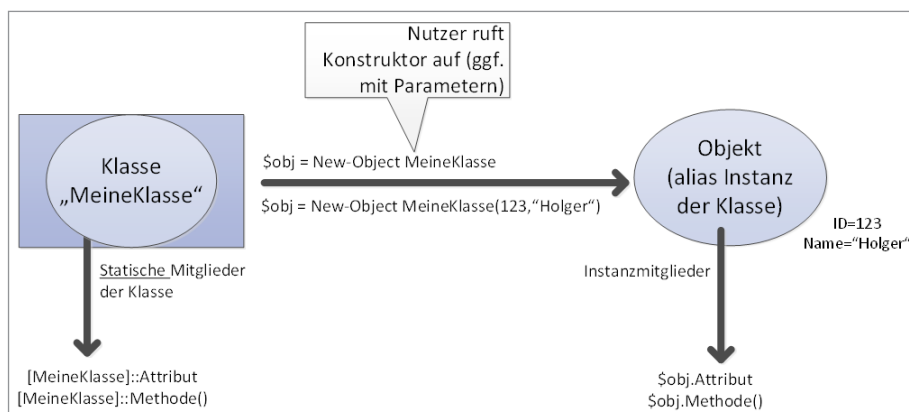 Nutzer ruft
Konstruktor auf (ggf.
mit Parametern)
Klasse
„MeineKlasse“
$obj = New-Object MeineKlasse
$obj = New-Object MeineKlasse(123,“Holger“)
Objekt
(alias Instanz
der Klasse)
ID=123
Name=“Holger“
Statische Mitglieder
der Klasse
Instanzmitglieder
[MeineKlasse]::Attribut
[MeineKlasse]::Methode()
$obj.Attribut
$obj.Methode()